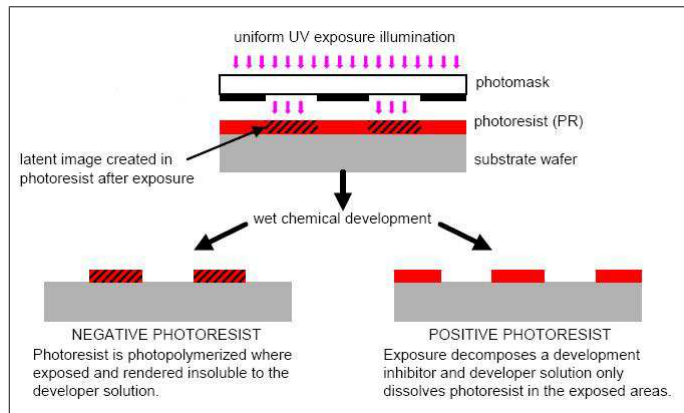 uniform UV exposure illumination
photomask
photoresist (PR)
latent image created in
photoresist after exposure
substrate wafer
wet chemical development
NEGATIVE PHOTORESIST
Photoresist is photopolymerized where
exposed and rendered insoluble to the
developer solution.
POSITIVE PHOTORESIST
Exposure decomposes a development
inhibitor and developer solution only
dissolves photoresist in the exposed areas.